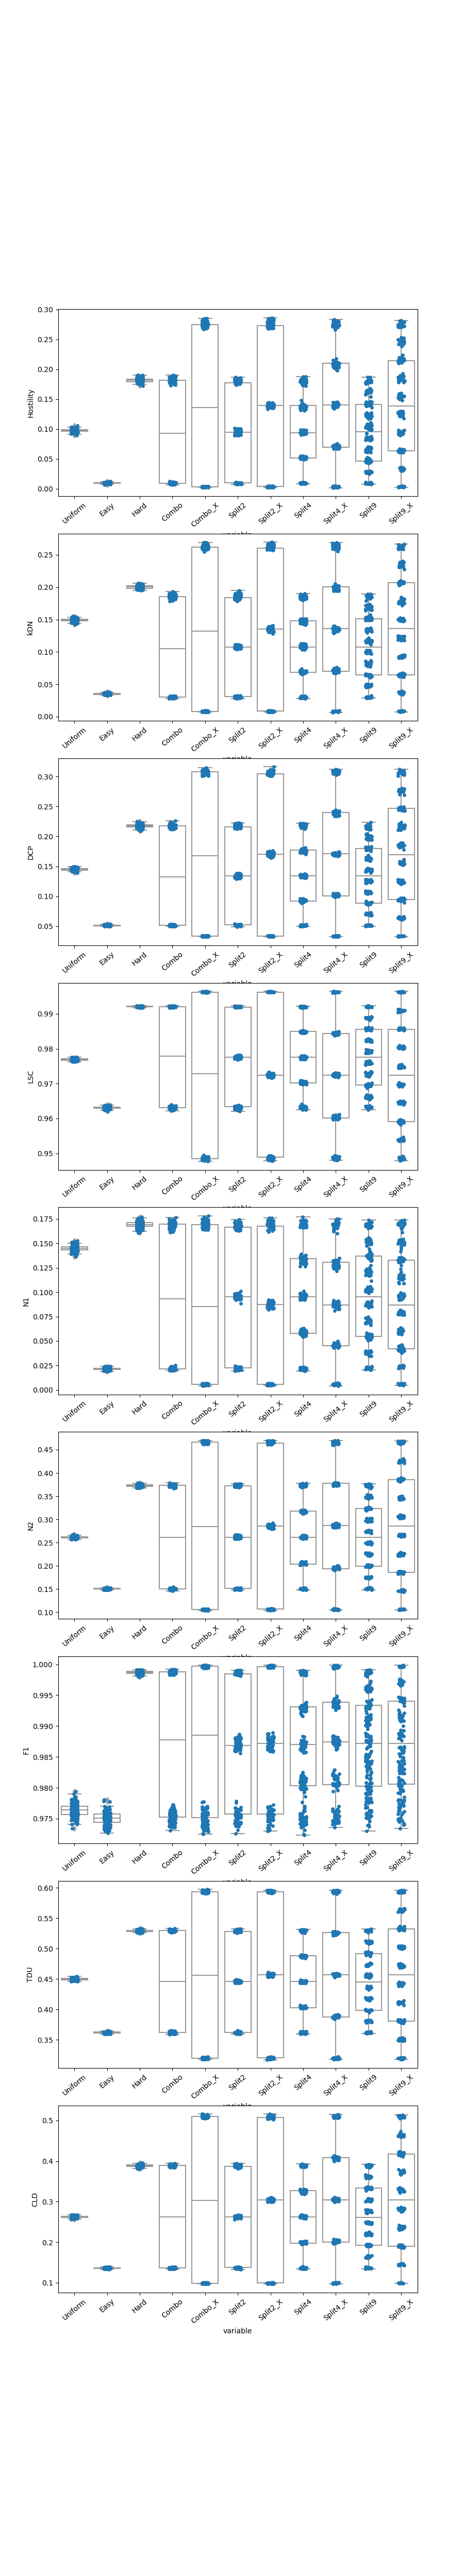 Hostility
0.30
0.25
0.20
0.15
0.10
0.05
0.00
Uniform Easy Hard Combo Combo_X Split2 Split2_X Split4 Split4_X Split9 Split9_X
variable
kDN
0.25
0.20
0.15
0.10
0.05
0.00
Uniform Easy Hard Combo Combo_X Split2 Split2_X Split4 Split4_X Split9 Split9_X
variable
DCP
0.30
0.25
0.20
0.15
0.10
0.05
Uniform Easy Hard Combo Combo_X Split2 Split2_X Split4 Split4_X Split9 Split9_X
variable
LSC
0.99
0.98
0.97
0.96
0.95
Uniform Easy Hard Combo Combo_X Split2 Split2_X Split4 Split4_X Split9 Split9_X
variable
N1
0.175
0.150
0.125
0.100
0.075
0.050
0.025
0.000
Uniform Easy Hard Combo Combo_X Split2 Split2_X Split4 Split4_X Split9 Split9_X
variable
N2
0.45
0.40
0.35
0.30
0.25
0.20
0.15
0.10
Uniform Easy Hard Combo Combo_X Split2 Split2_X Split4 Split4_X Split9 Split9_X
variable
F1
1.000
0.995
0.990
0.985
0.980
0.975
Uniform Easy Hard Combo Combo_X Split2 Split2_X Split4 Split4_X Split9 Split9_X
variable
TDU
0.60
0.55
0.50
0.45
0.40
0.35
Uniform Easy Hard Combo Combo_X Split2 Split2_X Split4 Split4_X Split9 Split9_X
variable
CLD
0.5
0.4
0.3
0.2
0.1
Uniform Easy Hard Combo Combo_X Split2 Split2_X Split4 Split4_X Split9 Split9_X
variable